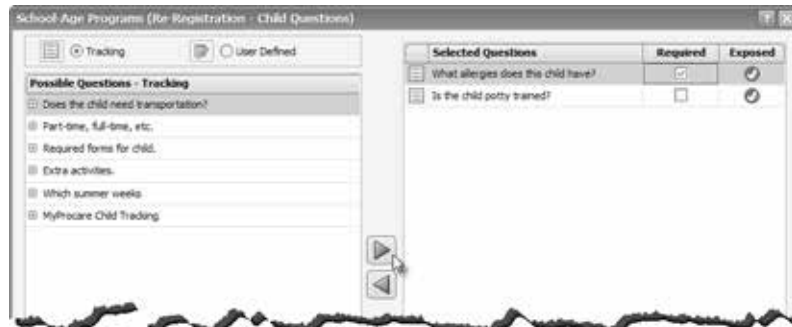 School-Age Programs (Re-Registration - Child Questions)
Tracking
User Defined
Possible Questions - Tracking
Does the child need transportation?
Part-time, full-time, etc.
Required forms for child.
Extra activities.
Which summer weeks
MyProcare Child Tracking
Selected Questions Required Exposed
What allergies does this child have?
Is the child potty trained?